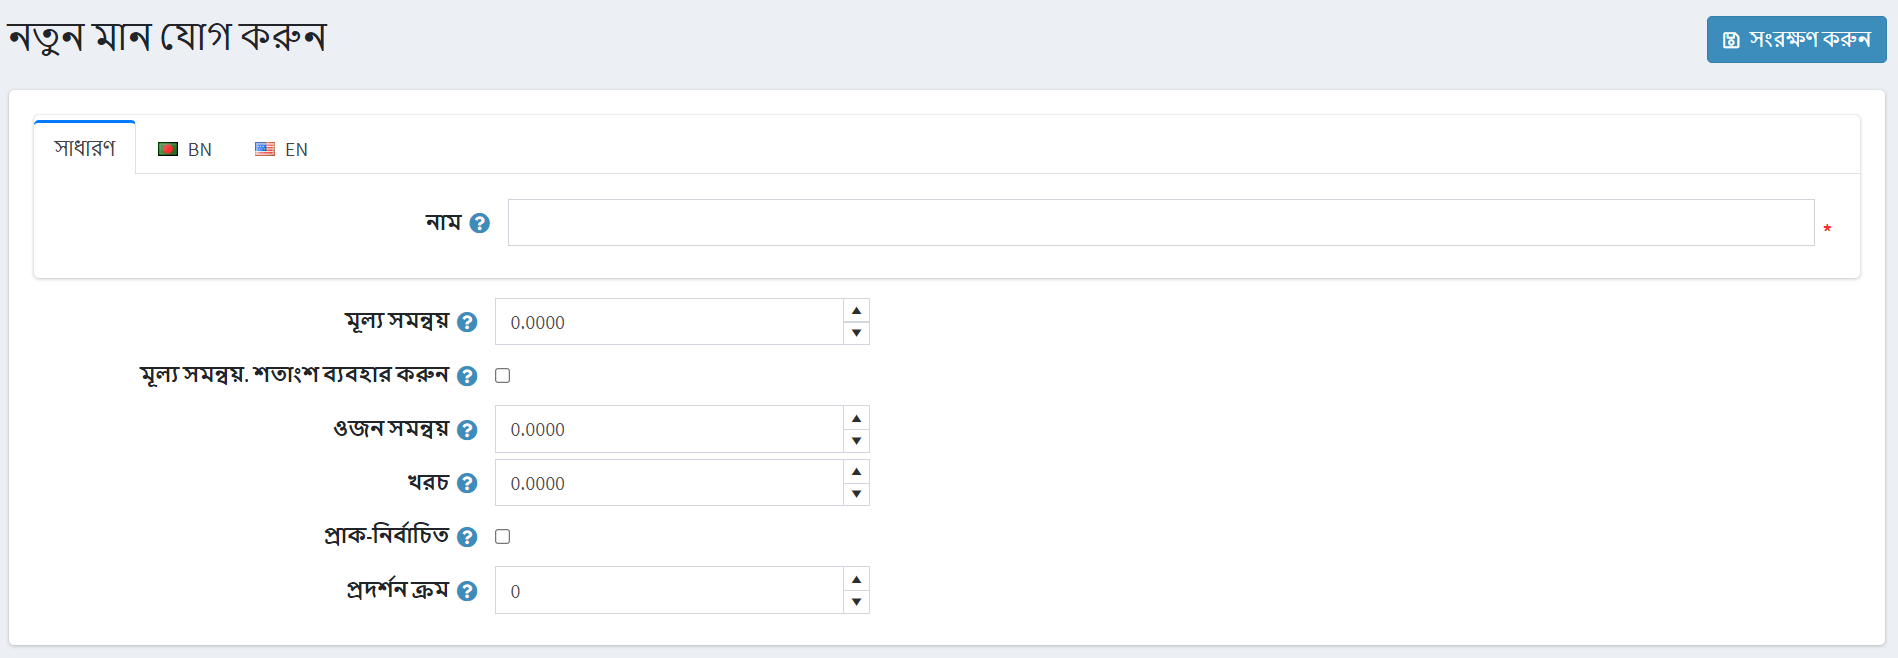 নতুন মান যোগ করুন
সংরক্ষণ করুন
সাধারণ BN EN
নাম ? *
মূল্য সমন্বয় ? 0.0000
মূল্য সমন্বয়. শতাংশ ব্যবহার করুন ?
ওজন সমন্বয় ? 0.0000
খরচ ? 0.0000
প্রাক-নির্বাচিত ?
প্রদর্শন ক্রম ? 0